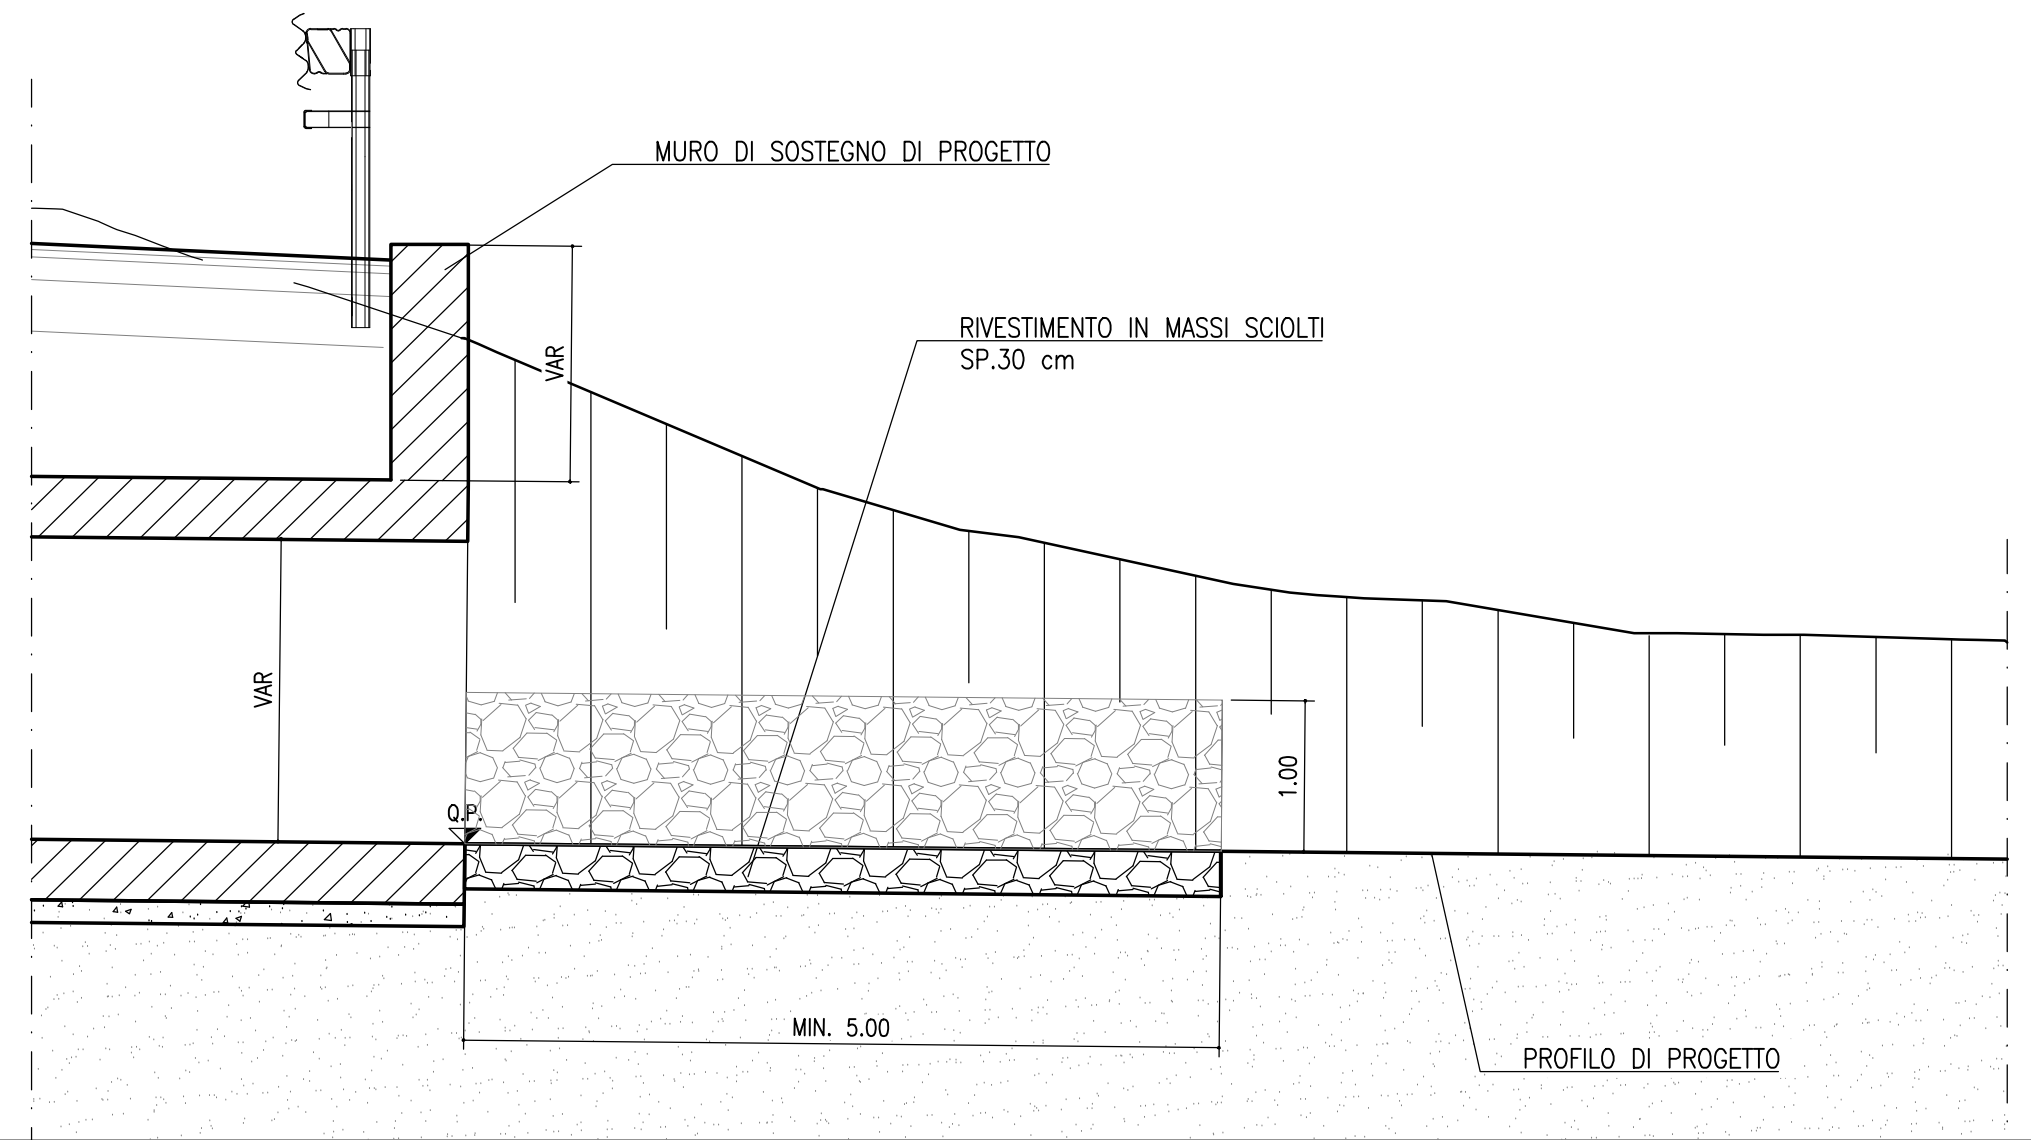 MURO DI SOSTEGNO DI PROGETTO
RIVESTIMENTO IN MASSI SCIOLTI
SP.30 cm
VAR
VAR
1.00
Q.P.
MIN. 5.00
PROFILO DI PROGETTO